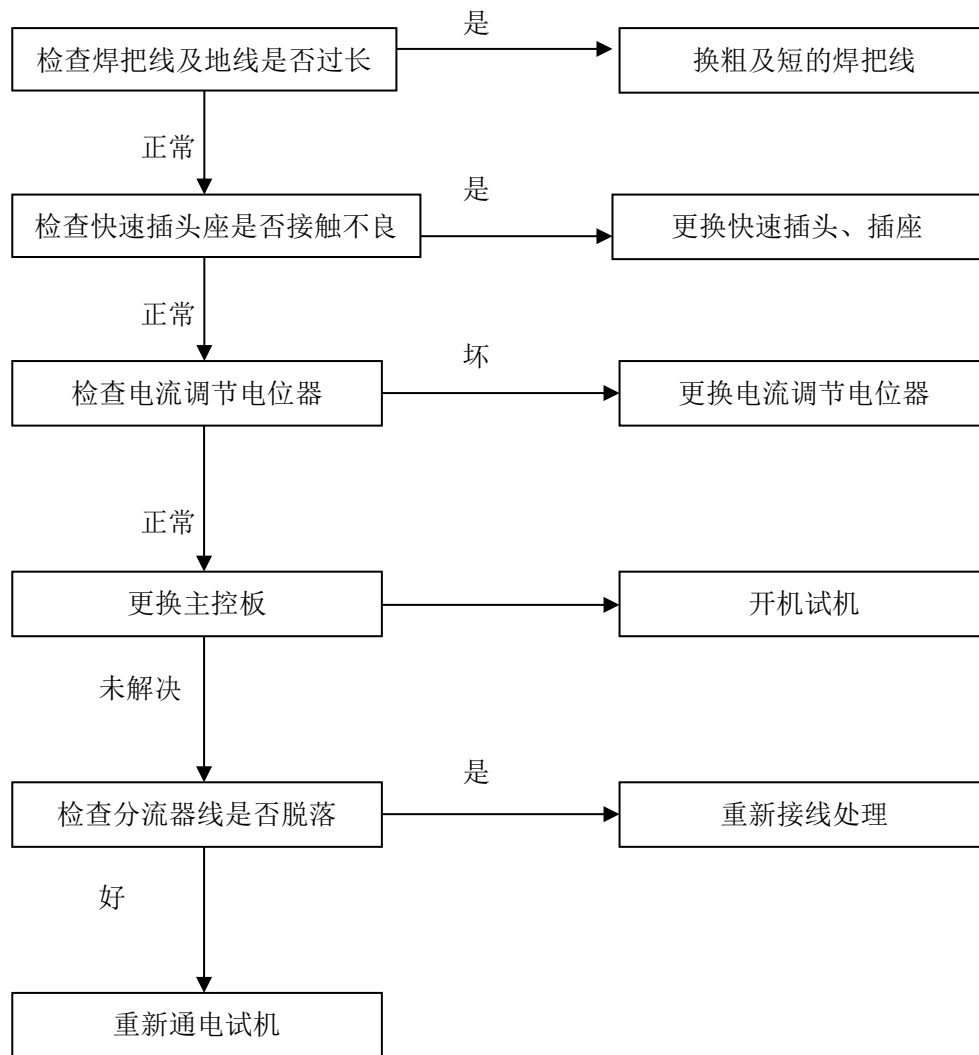 是
检查焊把线及地线是否过长
换粗及短的焊把线
正常
是
检查快速插头座是否接触不良
更换快速插头、插座
正常
坏
检查电流调节电位器
更换电流调节电位器
正常
更换主控板
开机试机
未解决
是
检查分流器线是否脱落
重新接线处理
好
重新通电试机